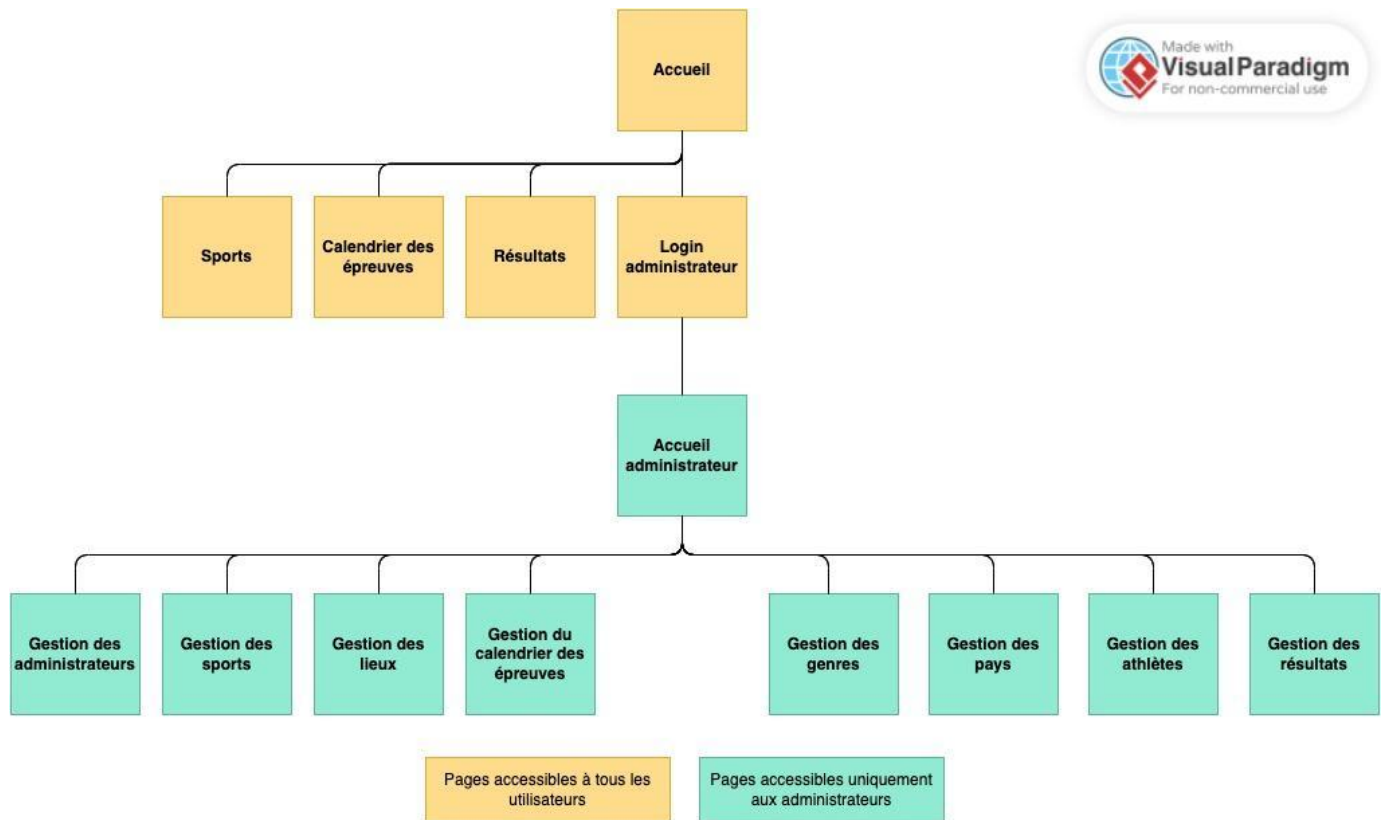 Accueil
Made with
Visual Paradigm
For non-commercial use
Sports
Calendrier des
épreuves
Résultats
Login
administrateur
Accueil
administrateur
Gestion des
administrateurs
Gestion des
sports
Gestion des
lieux
Gestion du
calendrier des
épreuves
Gestion des
genres
Gestion des
pays
Gestion des
athlètes
Gestion des
résultats
Pages accessibles à tous les
utilisateurs
Pages accessibles uniquement
aux administrateurs